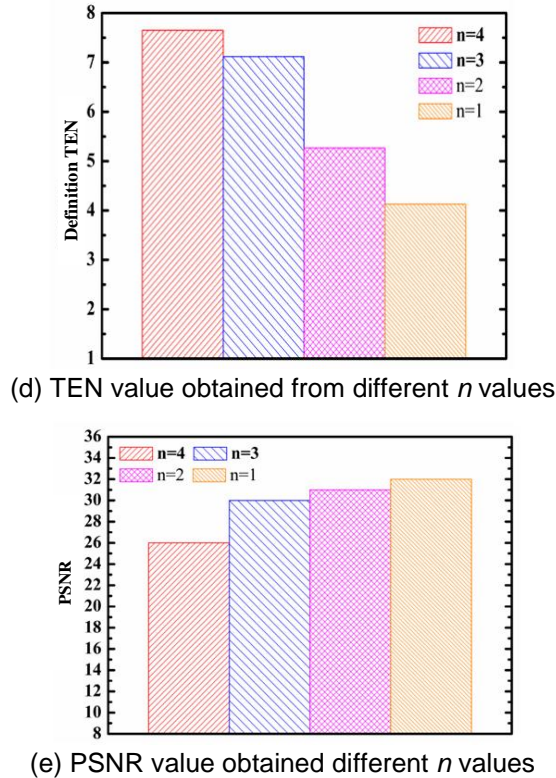 8
7
6
5
4
3
2
1
Definition TEN
n=4
n=3
n=2
n=1
(d) TEN value obtained from different n values
36
34
32
30
28
26
24
22
20
18
16
14
12
10
8
PSNR
n=4 n=3
n=2 n=1
(e) PSNR value obtained different n values